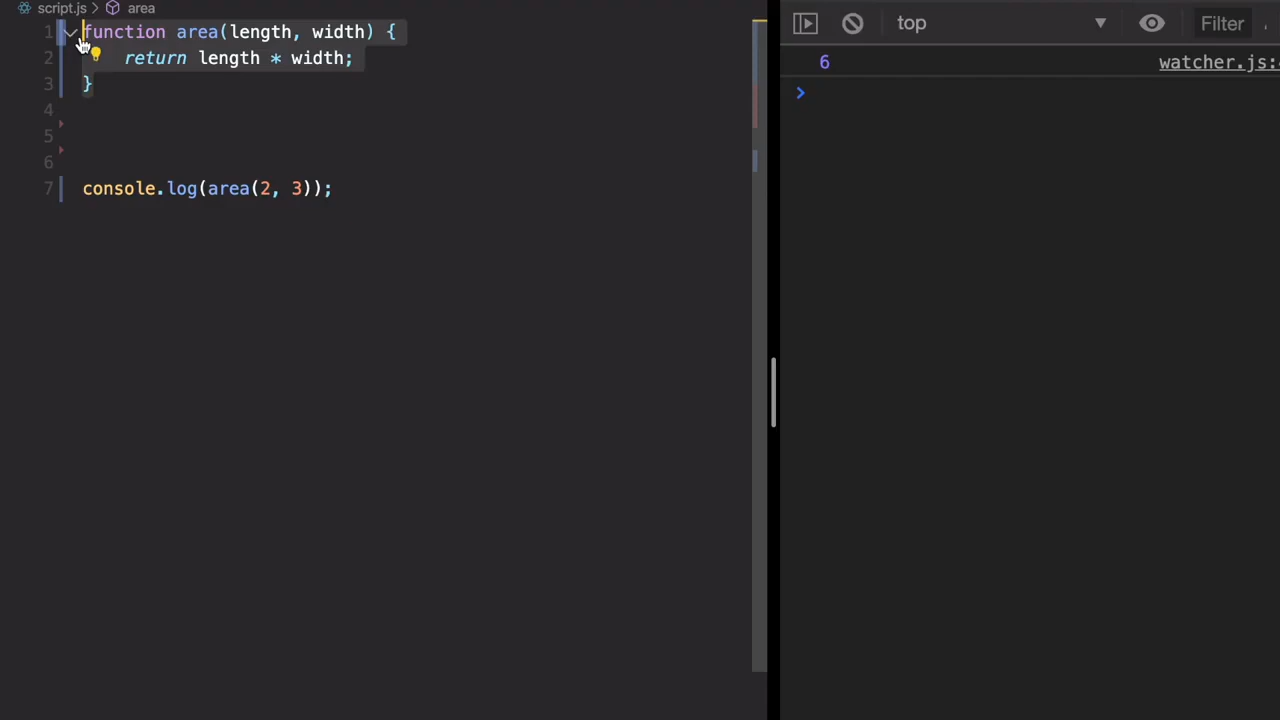 script.js > area
1 function area(length, width) {
2 return length * width;
3 }
4
5
6
7 console.log(area(2, 3));
top
Filter
6 watcher.js:
>